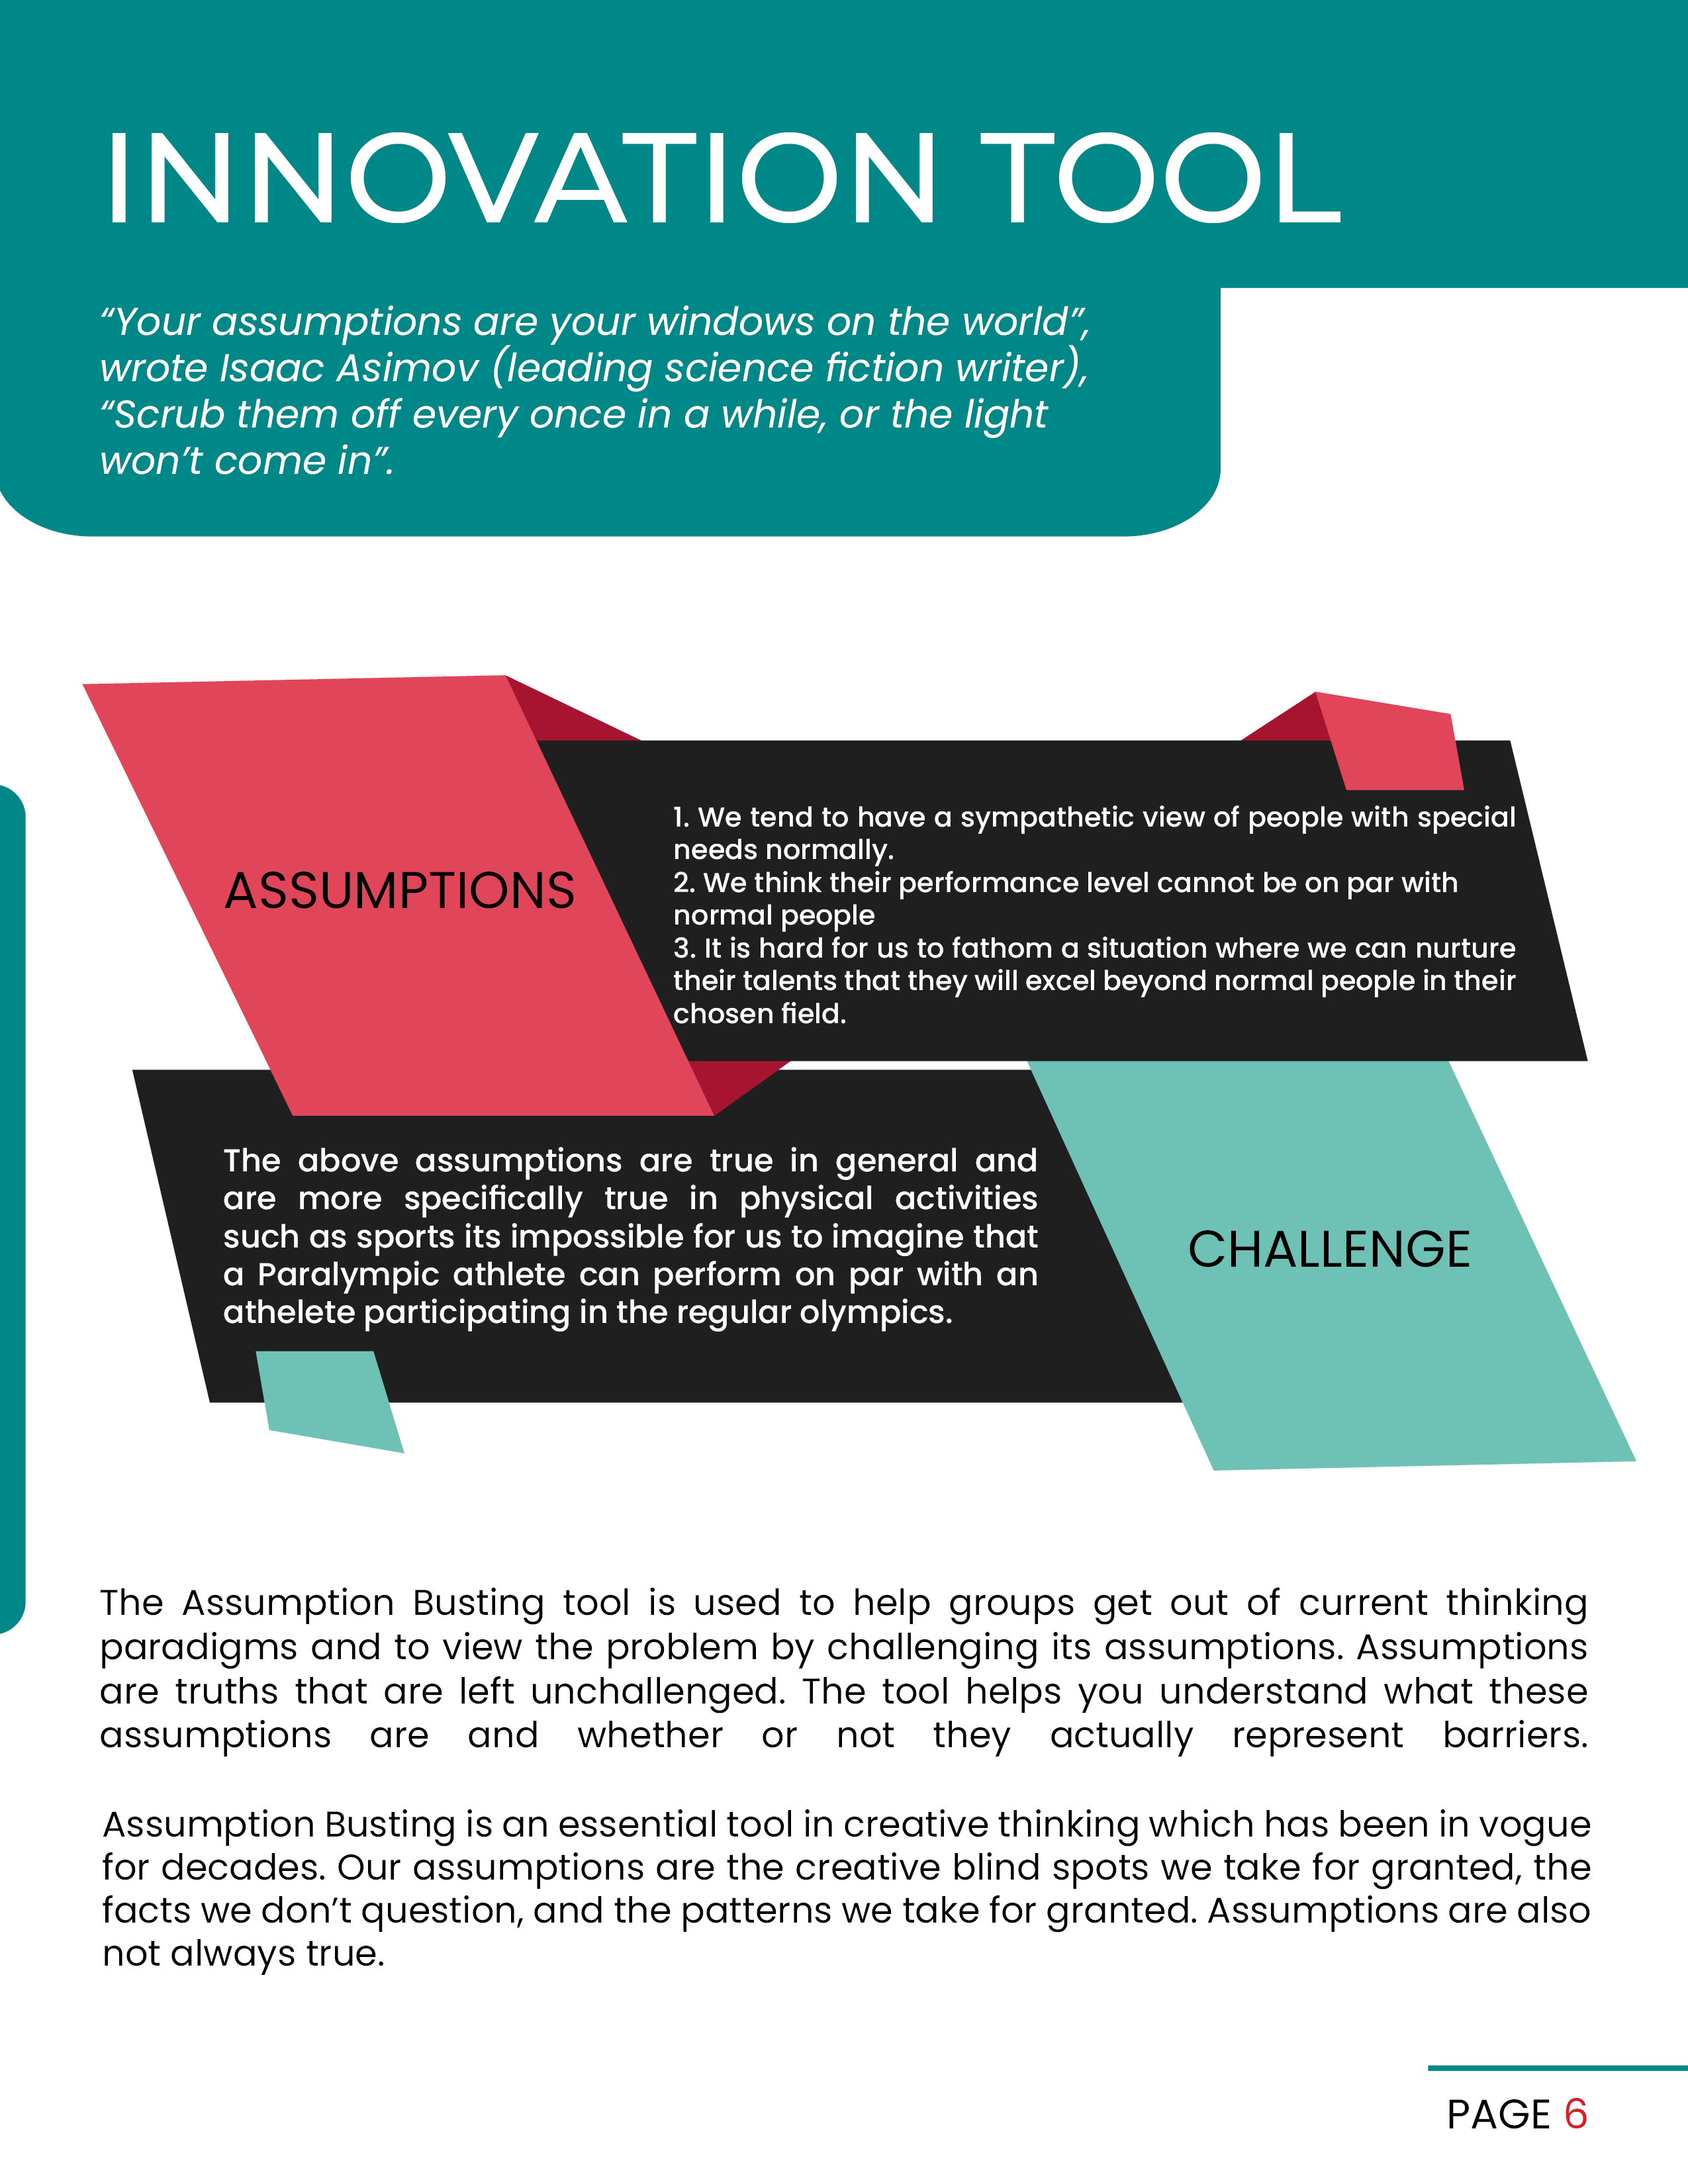 INNOVATION TOOL
“Your assumptions are your windows on the world”,
wrote Isaac Asimov (leading science fiction writer),
“Scrub them off every once in a while, or the light
won’t come in”.
ASSUMPTIONS
1. We tend to have a sympathetic view of people with special
needs normally.
2. We think their performance level cannot be on par with
normal people
3. It is hard for us to fathom a situation where we can nurture
their talents that they will excel beyond normal people in their
chosen field.
The above assumptions are true in general and
are more specifically true in physical activities
such as sports its impossible for us to imagine that
a Paralympic athlete can perform on par with an
athelete participating in the regular olympics.
CHALLENGE
The Assumption Busting tool is used to help groups get out of current thinking
paradigms and to view the problem by challenging its assumptions. Assumptions
are truths that are left unchallenged. The tool helps you understand what these
assumptions are and whether or not they actually represent barriers.
Assumption Busting is an essential tool in creative thinking which has been in vogue
for decades. Our assumptions are the creative blind spots we take for granted, the
facts we don’t question, and the patterns we take for granted. Assumptions are also
not always true.
PAGE 6